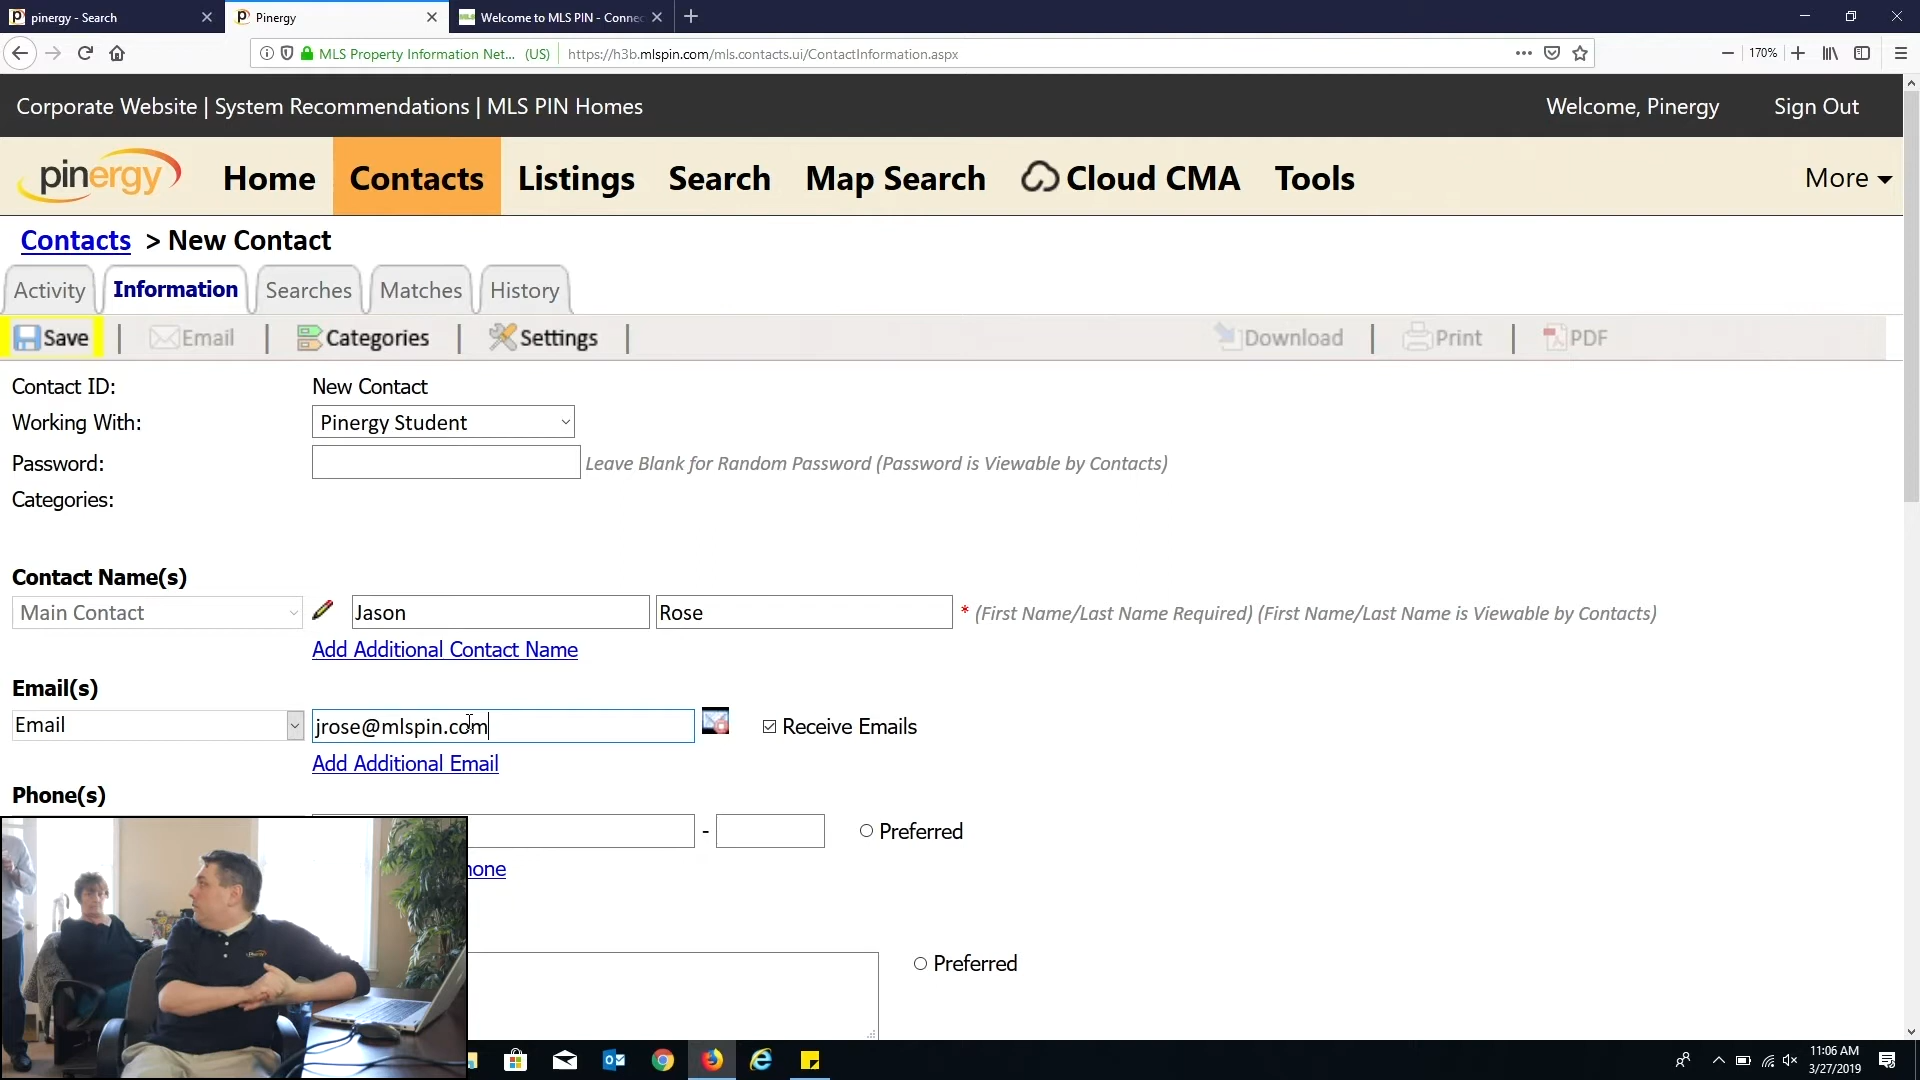 pinergy - Search
Pinergy
Welcome to MLS PIN - Connec
MLS Property Information Net... (US) https://h3b.mlspin.com/mls.contacts.ui/ContactInformation.aspx
170%
Corporate Website | System Recommendations | MLS PIN Homes
Welcome, Pinergy
Sign Out
pinergy
Home Contacts Listings Search Map Search Cloud CMA Tools
More
Contacts > New Contact
Activity Information Searches Matches History
Save | Email | Categories | Settings |
Download | Print | PDF
Contact ID: New Contact
Working With: Pinergy Student
Password: Leave Blank for Random Password (Password is Viewable by Contacts)
Categories:
Contact Name(s)
Main Contact Jason Rose * (First Name/Last Name Required) (First Name/Last Name is Viewable by Contacts)
Add Additional Contact Name
Email(s)
Email jrose@mlspin.com Receive Emails
Add Additional Email
Phone(s)
- Preferred
hone
Preferred
11:06 AM
3/27/2019